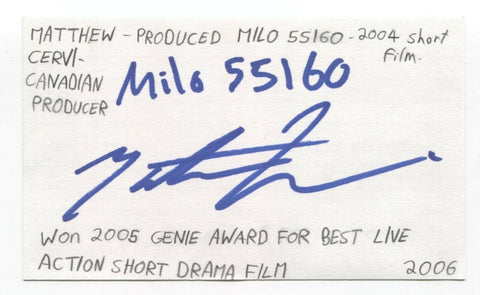 MATTHEW - PRODUCED MILO 55160 - 2004 short
CERVI- film.
CANADIAN
PRODUCER
Milo 55160
WON 2005 GENIE AWARD FOR BEST LIVE
ACTION SHORT DRAMA FILM 2006